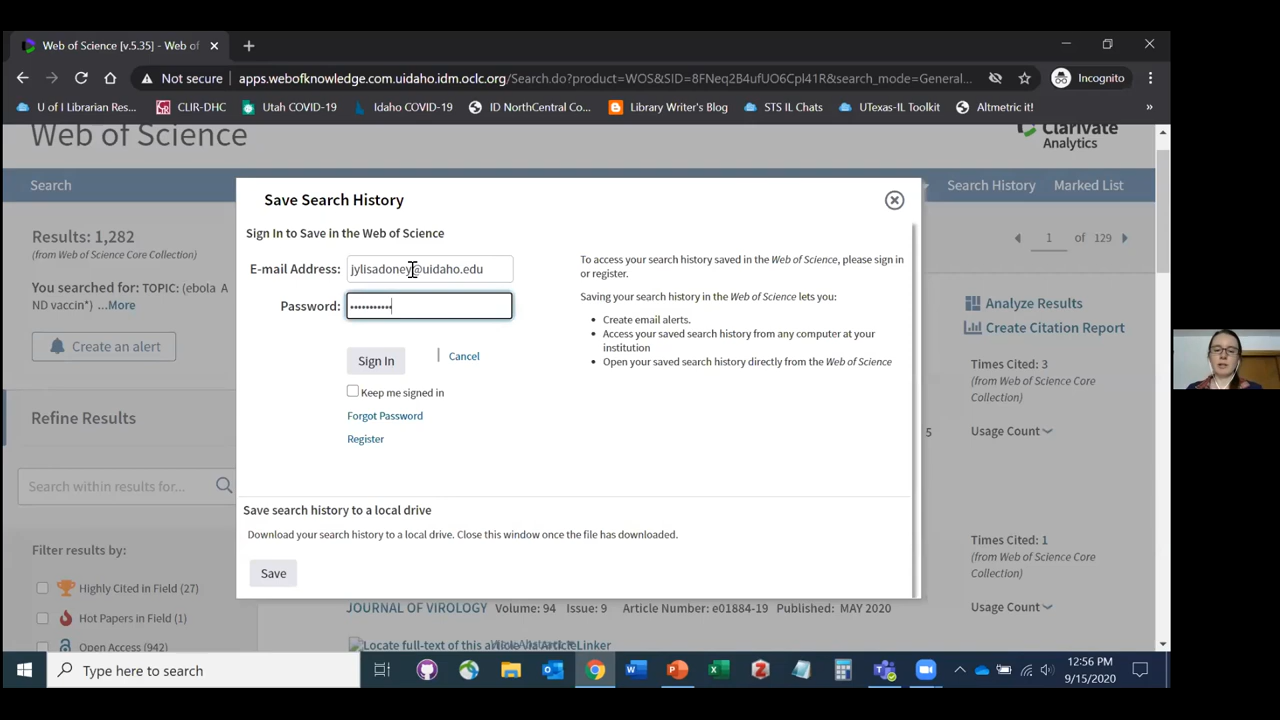 Web of Science [v.5.35] - Web of
Not secure
apps.webofknowledge.com.uidaho.idm.oclc.org/Search.do?product=WOS&SID=8FNeq2B4ufUO6Cpl41R&search_mode=General...
Incognito
U of I Librarian Res...
CLIR-DHC
Utah COVID-19
Idaho COVID-19
ID NorthCentral Co...
Library Writer's Blog
STS IL Chats
UTexas-IL Toolkit
Altmetric it!
»
Web of Science
Clarivate
Analytics
Search
Search History
Marked List
Results: 1,282
(from Web of Science Core Collection)
You searched for: TOPIC: (ebola A
ND vaccin*) ...More
Create an alert
Refine Results
Search within results for...
Filter results by:
Highly Cited in Field (27)
Hot Papers in Field (1)
Open Access (942)
Save Search History
Sign In to Save in the Web of Science
E-mail Address: jylisadoney@uidaho.edu
Password: •••••••••••
Sign In
Cancel
Keep me signed in
Forgot Password
Register
To access your search history saved in the Web of Science, please sign in
or register.
Saving your search history in the Web of Science lets you:
• Create email alerts.
• Access your saved search history from any computer at your
institution
• Open your saved search history directly from the Web of Science
Save search history to a local drive
Download your search history to a local drive. Close this window once the file has downloaded.
Save
1 of 129
Analyze Results
Create Citation Report
Times Cited: 3
(from Web of Science Core
Collection)
5
Usage Count
Times Cited: 1
(from Web of Science Core
Collection)
Usage Count
JOURNAL OF VIROLOGY Volume: 94 Issue: 9 Article Number: e01884-19 Published: MAY 2020
Locate full-text of this article via ArticleLinker
View Abstract
Type here to search
12:56 PM
9/15/2020